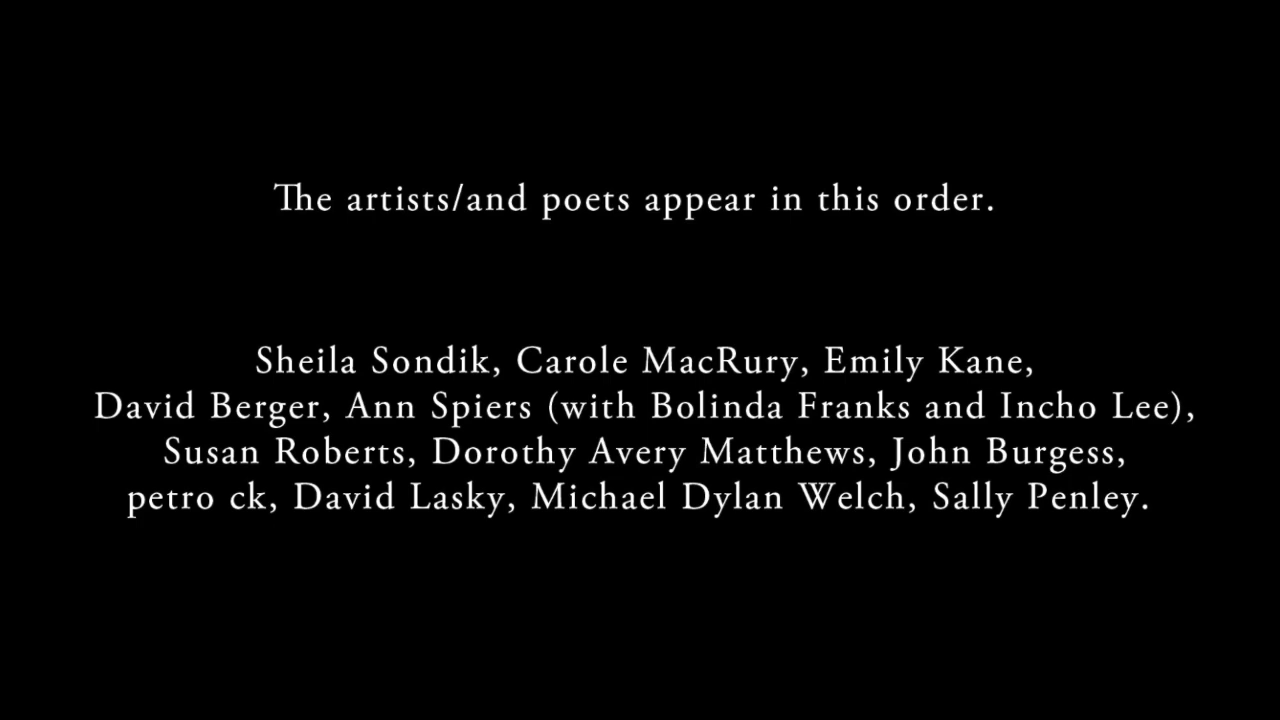 The artists/and poets appear in this order.
Sheila Sondik, Carole MacRury, Emily Kane,
David Berger, Ann Spiers (with Bolinda Franks and Incho Lee),
Susan Roberts, Dorothy Avery Matthews, John Burgess,
petro ck, David Lasky, Michael Dylan Welch, Sally Penley.